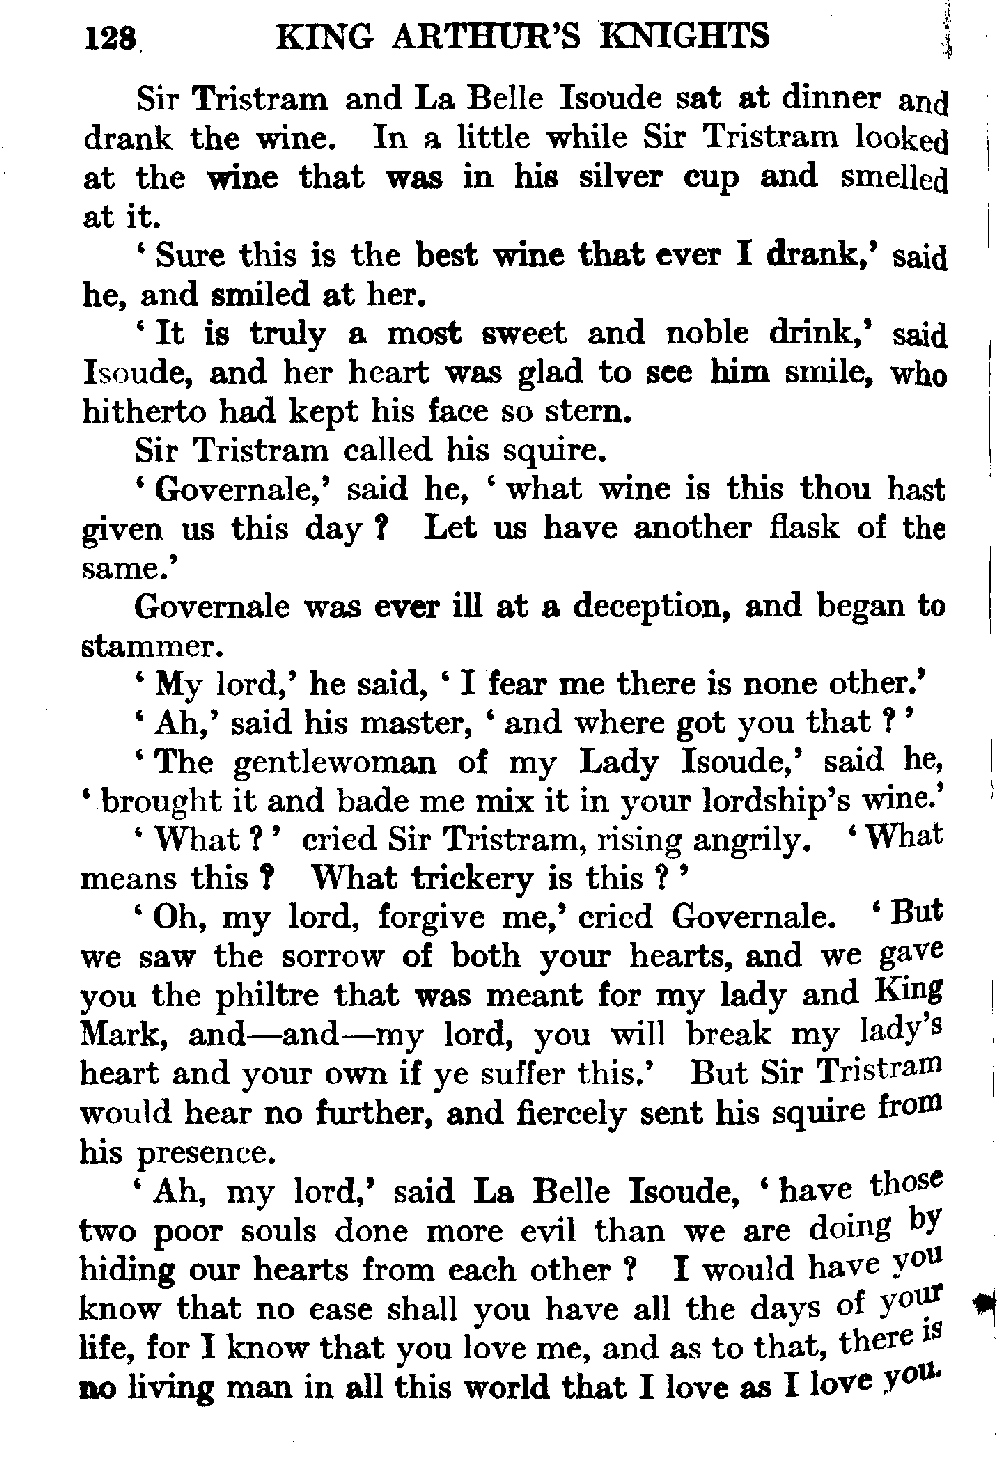 128 KING ARTHUR'S KNIGHTS
Sir Tristram and La Belle Isoude sat at dinner and
drank the wine. In a little while Sir Tristram looked
at the wine that was in his silver cup and smelled
at it.
‘ Sure this is the best wine that ever I drank,’ said
he, and smiled at her.
‘ It is truly a most sweet and noble drink,’ said
Isoude, and her heart was glad to see him smile, who
hitherto had kept his face so stern.
Sir Tristram called his squire.
‘ Governale,’ said he, ‘ what wine is this thou hast
given us this day ? Let us have another flask of the
same.’
Governale was ever ill at a deception, and began to
stammer.
‘ My lord,’ he said, ‘ I fear me there is none other.’
‘ Ah,’ said his master, ‘ and where got you that ? ’
‘ The gentlewoman of my Lady Isoude,’ said he,
‘ brought it and bade me mix it in your lordship’s wine.’
‘ What ? ’ cried Sir Tristram, rising angrily. ‘ What
means this ? What trickery is this ? ’
‘ Oh, my lord, forgive me,’ cried Governale. ‘ But
we saw the sorrow of both your hearts, and we gave
you the philtre that was meant for my lady and King
Mark, and—and—my lord, you will break my lady’s
heart and your own if ye suffer this.’ But Sir Tristram
would hear no further, and fiercely sent his squire from
his presence.
‘ Ah, my lord,’ said La Belle Isoude, ‘ have those
two poor souls done more evil than we are doing by
hiding our hearts from each other ? I would have you
know that no ease shall you have all the days of your
life, for I know that you love me, and as to that, there is
no living man in all this world that I love as I love you.